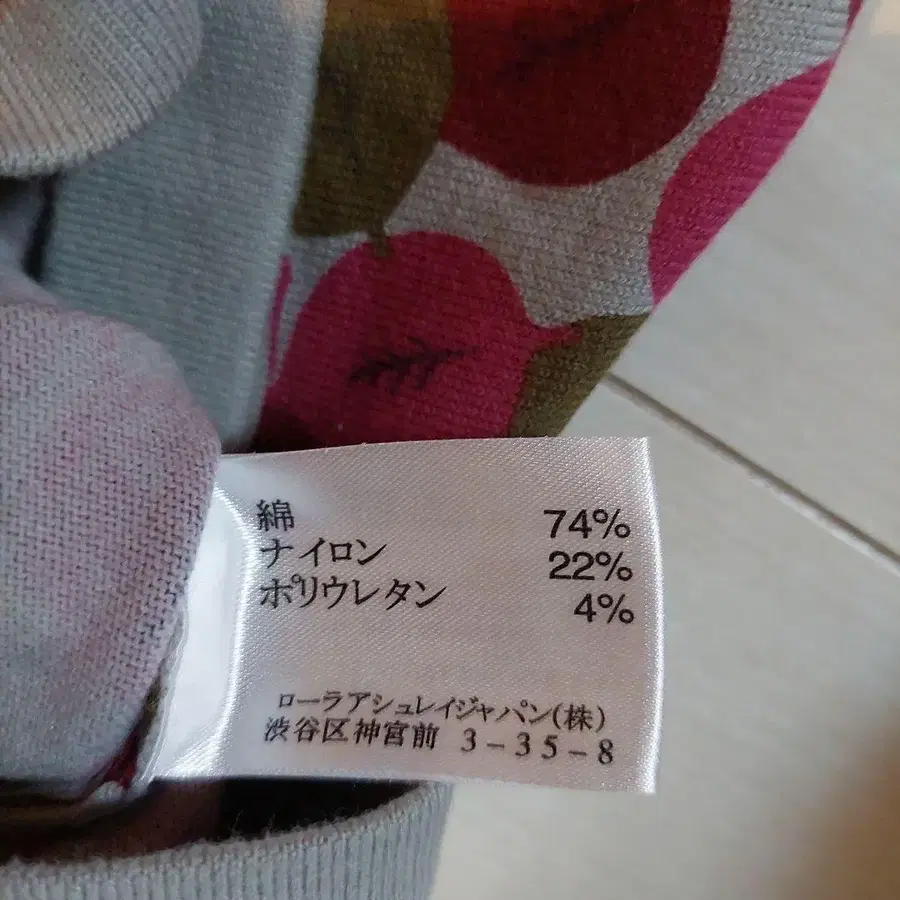 綿 74%
ナイロン 22%
ポリウレタン 4%
ローラアシュレイジャパン(株)
渋谷区神宮前 3-35-8